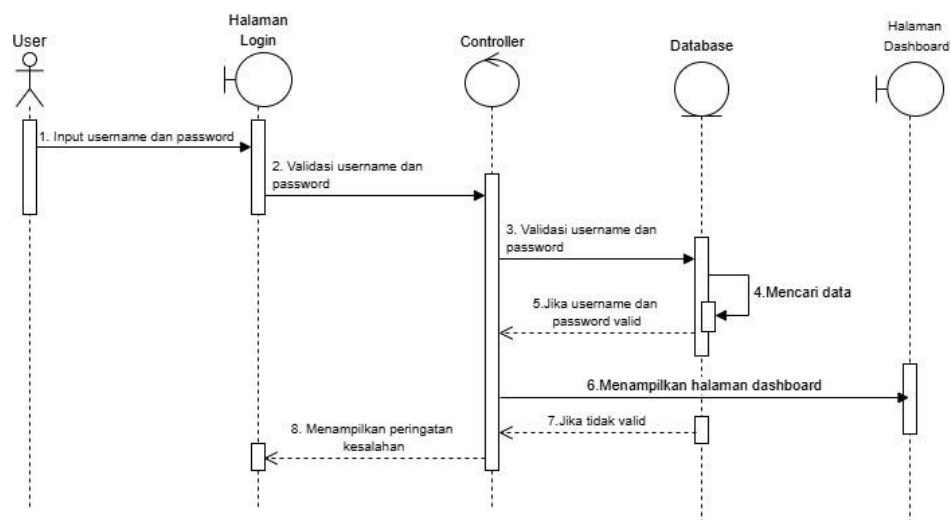 User
Halaman
Login
Controller
Database
Halaman
Dashboard
1. Input username dan password
2. Validasi username dan
password
3. Validasi username dan
password
4.Mencari data
5.Jika username dan
password valid
6.Menampilkan halaman dashboard
7.Jika tidak valid
8. Menampilkan peringatan
kesalahan